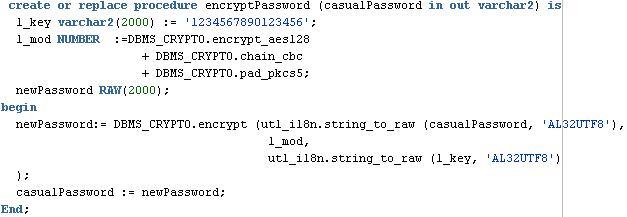 create or replace procedure encryptPassword (casualPassword in out varchar2) is
l_key varchar2(2000) := '1234567890123456';
l_mod NUMBER :=DBMS_CRYPTO.encrypt_aes128
+ DBMS_CRYPTO.chain_cbc
+ DBMS_CRYPTO.pad_pkcs5;
newPassword RAW(2000);
begin
newPassword:= DBMS_CRYPTO.encrypt (utl_i18n.string_to_raw (casualPassword, 'AL32UTF8'),
l_mod,
utl_i18n.string_to_raw (l_key, 'AL32UTF8')
);
casualPassword := newPassword;
End;